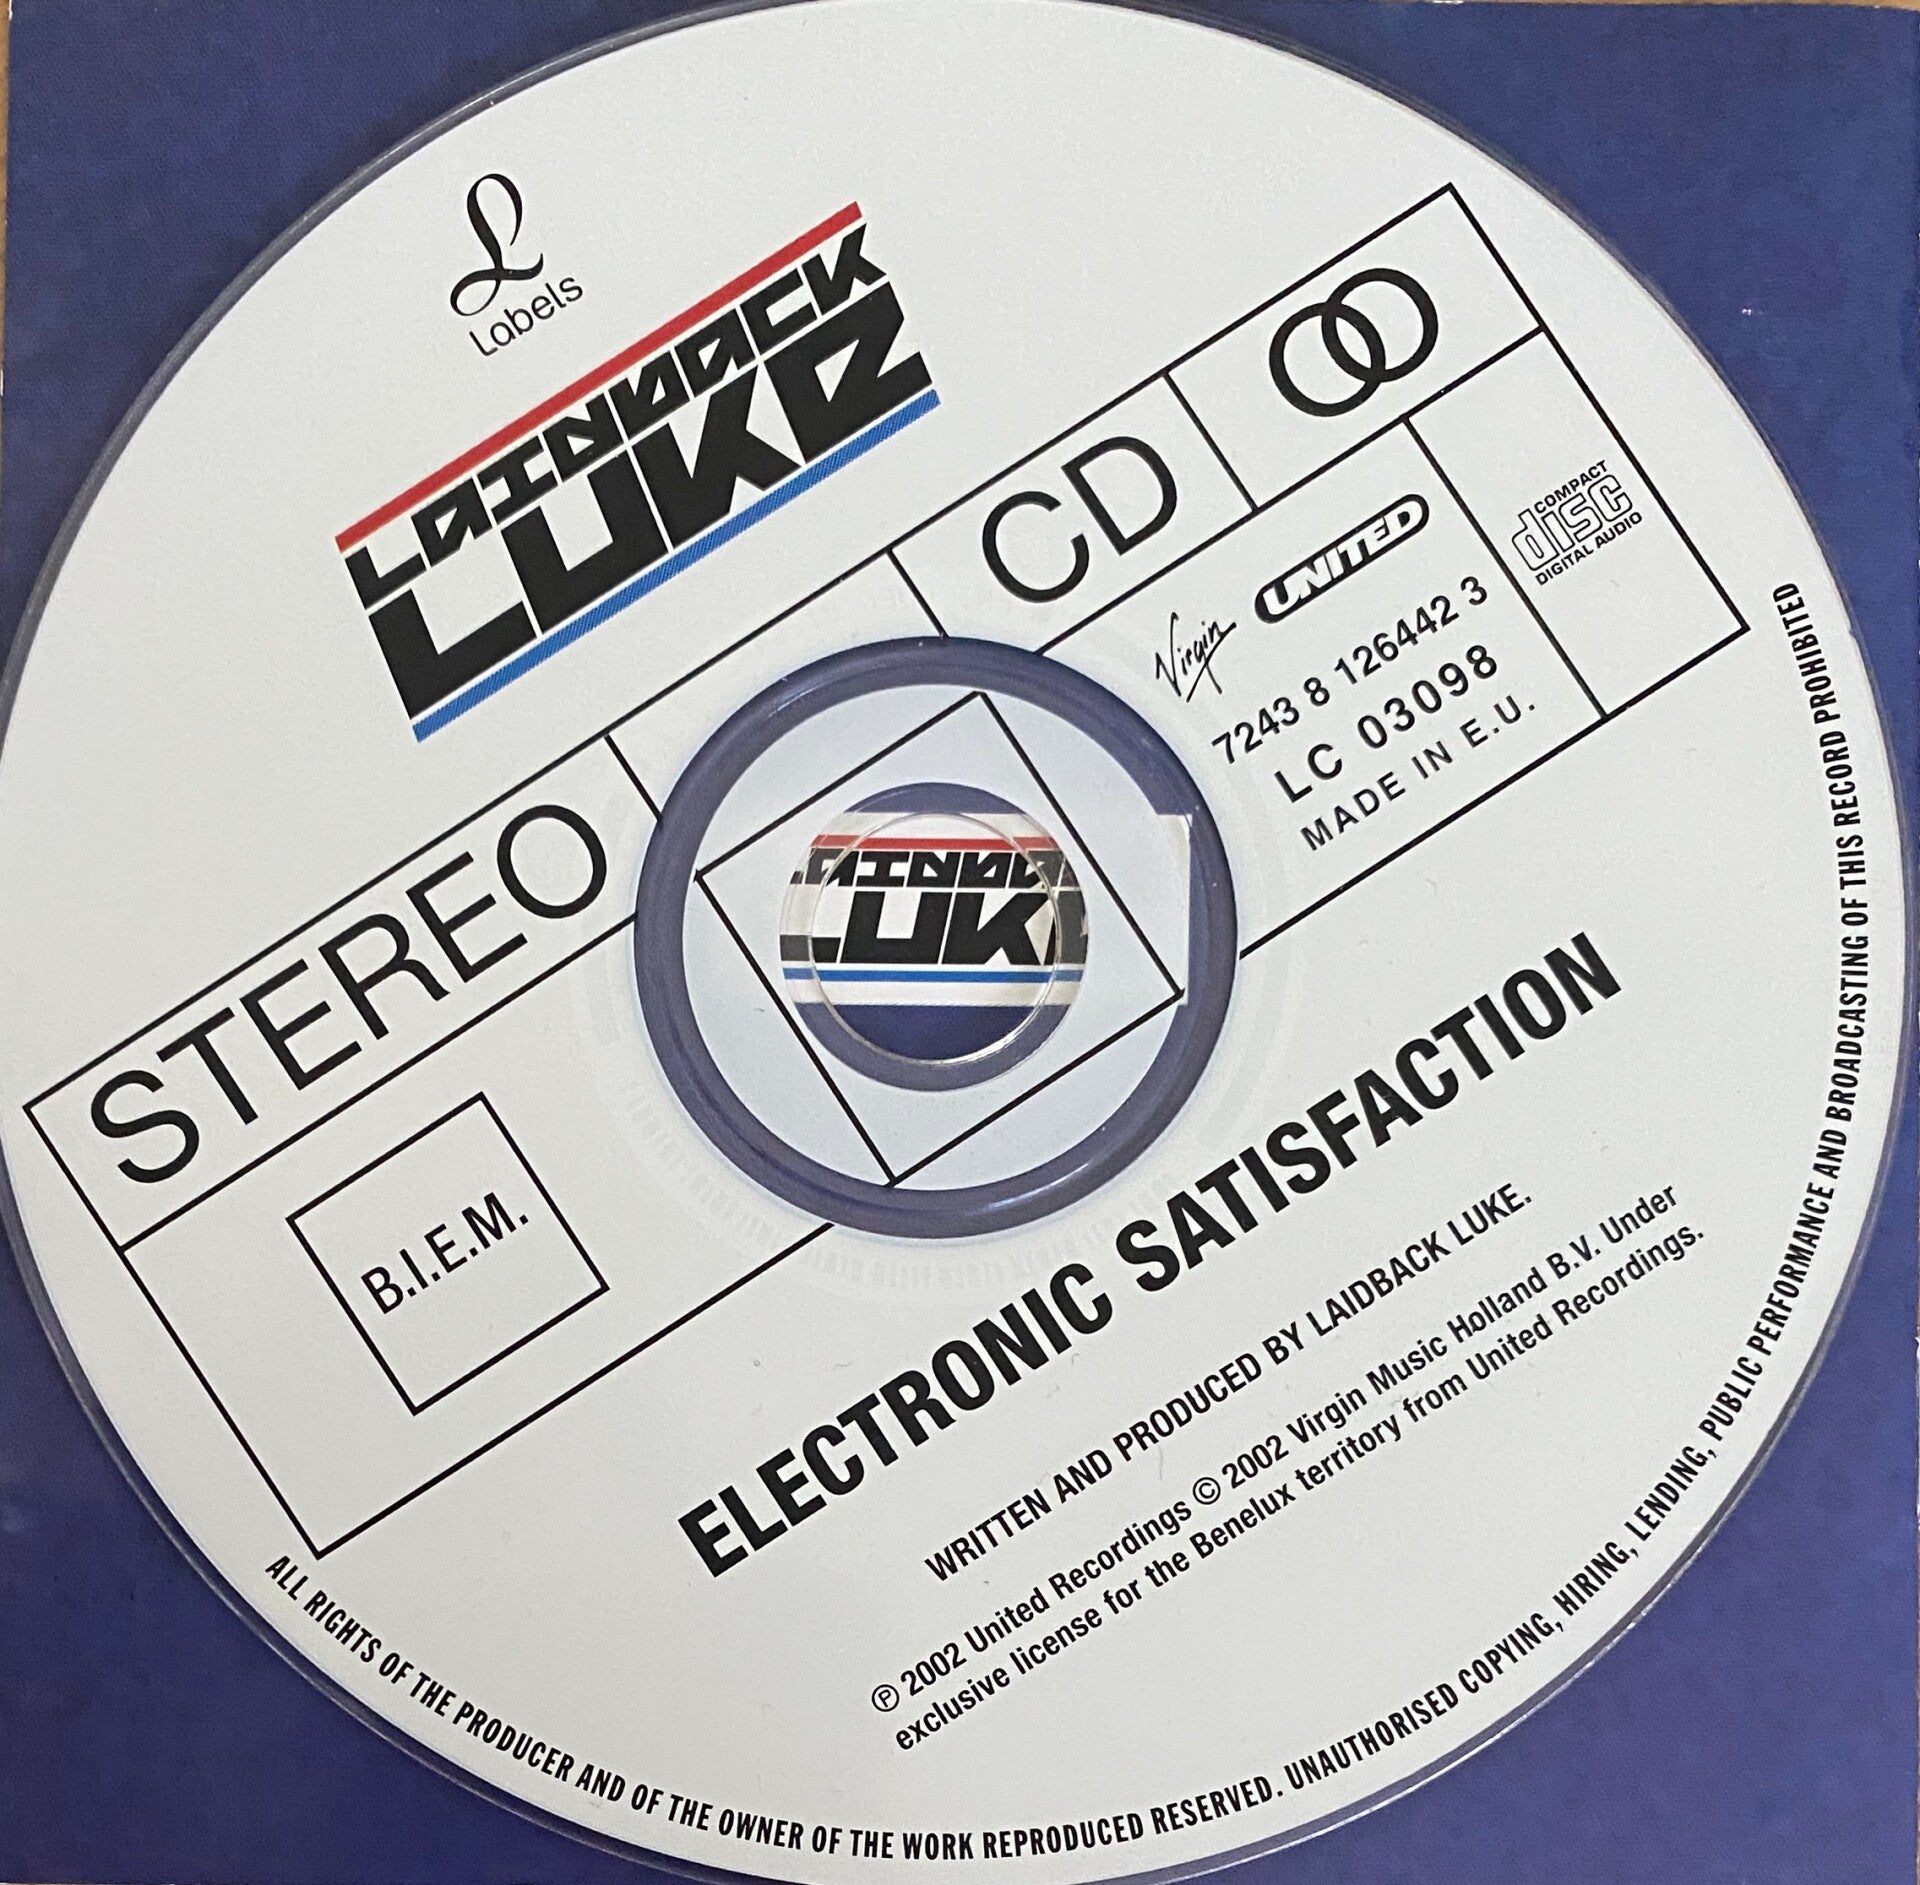 L
Labels
LAIDBACK
LUKE
CD
STEREO
Virgin UNITED
7243 8 126442 3
LC 03098
MADE IN E.U.
COMPACT
disc
DIGITAL AUDIO
B.I.E.M.
LUK
ELECTRONIC SATISFACTION
WRITTEN AND PRODUCED BY LAIDBACK LUKE.
℗ 2002 United Recordings © 2002 Virgin Music Holland B.V. Under
exclusive license for the Benelux territory from United Recordings.
ALL RIGHTS OF THE PRODUCER AND OF THE OWNER OF THE WORK REPRODUCED RESERVED. UNAUTHORISED COPYING, HIRING, LENDING, PUBLIC PERFORMANCE AND BROADCASTING OF THIS RECORD PROHIBITED